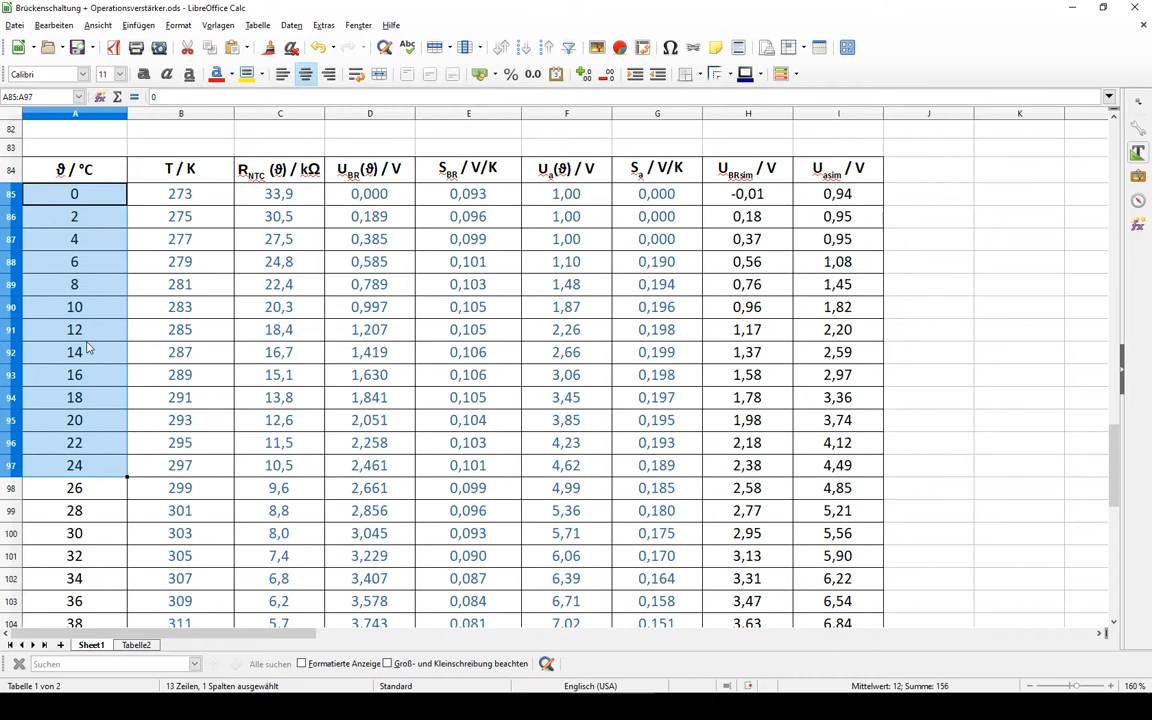 Brückenschaltung + Operationsverstärker.ods - LibreOffice Calc
Datei Bearbeiten Ansicht Einfügen Format Vorlagen Tabelle Daten Extras Fenster Hilfe
Calibri 11
A85:A97 0
A B C D E F G H I J K
82
83
84 ϑ / °C T / K R_NTC (ϑ) / kΩ U_BR(ϑ) / V S_BR / V/K U_a(ϑ) / V S_a / V/K U_BRsim / V U_asim / V
85 0 273 33,9 0,000 0,093 1,00 0,000 -0,01 0,94
86 2 275 30,5 0,189 0,096 1,00 0,000 0,18 0,95
87 4 277 27,5 0,385 0,099 1,00 0,000 0,37 0,95
88 6 279 24,8 0,585 0,101 1,10 0,190 0,56 1,08
89 8 281 22,4 0,789 0,103 1,48 0,194 0,76 1,45
90 10 283 20,3 0,997 0,105 1,87 0,196 0,96 1,82
91 12 285 18,4 1,207 0,105 2,26 0,198 1,17 2,20
92 14 287 16,7 1,419 0,106 2,66 0,199 1,37 2,59
93 16 289 15,1 1,630 0,106 3,06 0,198 1,58 2,97
94 18 291 13,8 1,841 0,105 3,45 0,197 1,78 3,36
95 20 293 12,6 2,051 0,104 3,85 0,195 1,98 3,74
96 22 295 11,5 2,258 0,103 4,23 0,193 2,18 4,12
97 24 297 10,5 2,461 0,101 4,62 0,189 2,38 4,49
98 26 299 9,6 2,661 0,099 4,99 0,185 2,58 4,85
99 28 301 8,8 2,856 0,096 5,36 0,180 2,77 5,21
100 30 303 8,0 3,045 0,093 5,71 0,175 2,95 5,56
101 32 305 7,4 3,229 0,090 6,06 0,170 3,13 5,90
102 34 307 6,8 3,407 0,087 6,39 0,164 3,31 6,22
103 36 309 6,2 3,578 0,084 6,71 0,158 3,47 6,54
104 38 311 5,7 3,743 0,081 7,02 0,151 3,63 6,84
Sheet1 Tabelle2
Suchen Alle suchen Formatierte Anzeige Groß- und Kleinschreibung beachten
Tabelle 1 von 2 13 Zeilen, 1 Spalten ausgewählt Standard Englisch (USA) Mittelwert: 12; Summe: 156 160 %